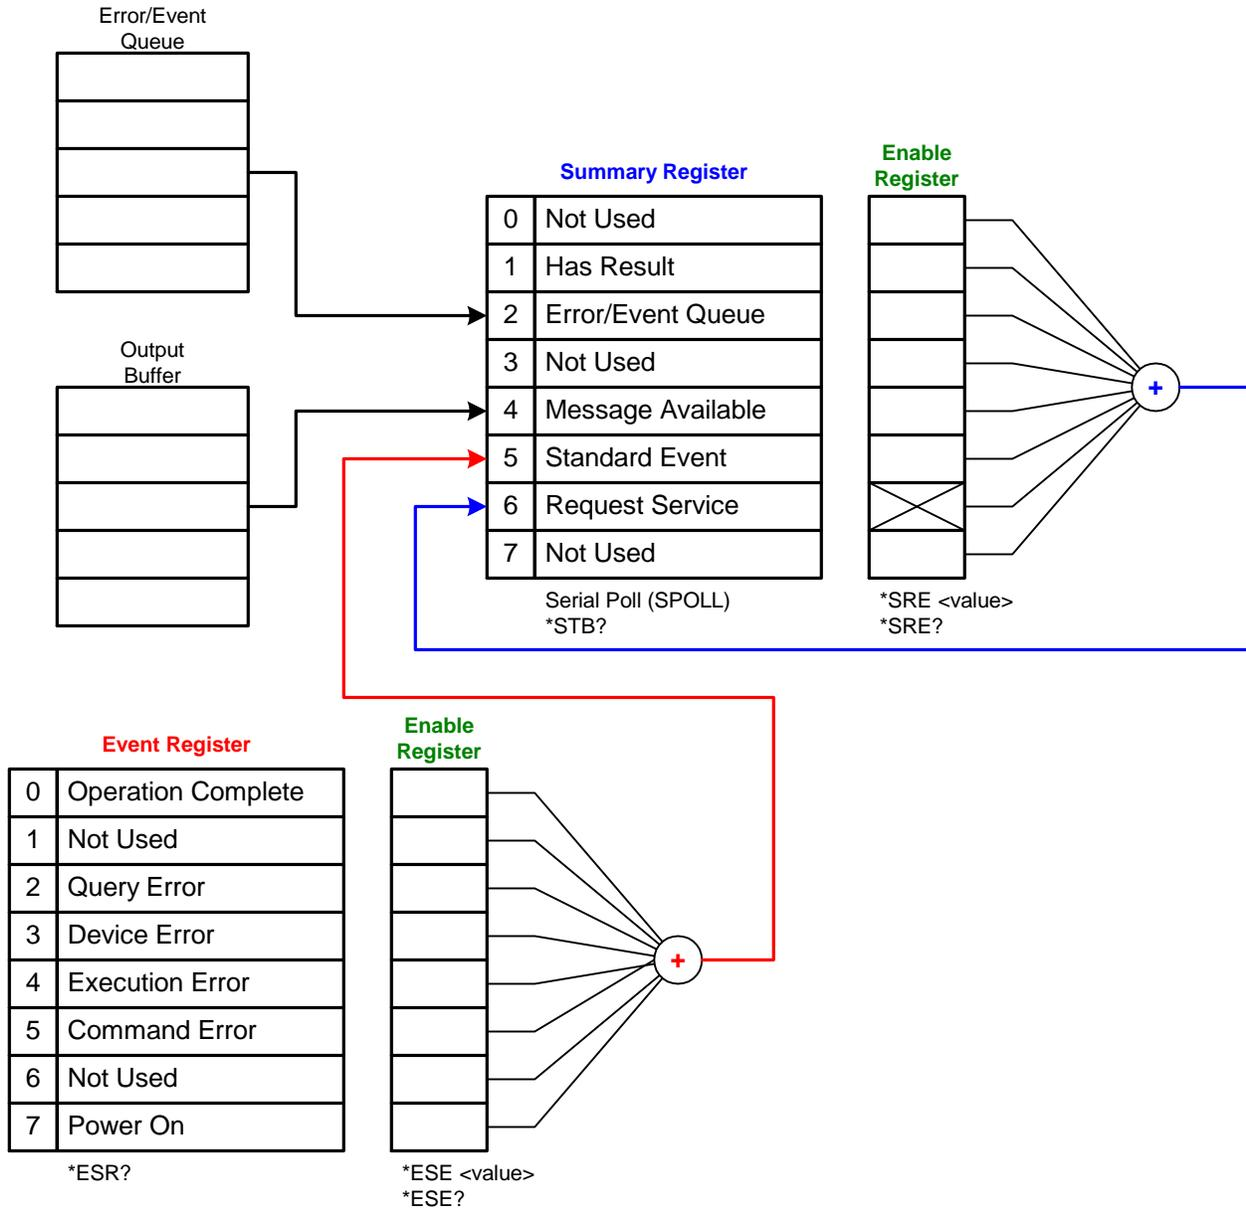 Error/Event
Queue
Summary Register
Enable
Register
0 Not Used
1 Has Result
2 Error/Event Queue
3 Not Used
4 Message Available
5 Standard Event
6 Request Service
7 Not Used
+
Serial Poll (SPOLL)
*STB?
*SRE <value>
*SRE?
Output
Buffer
Event Register
Enable
Register
0 Operation Complete
1 Not Used
2 Query Error
3 Device Error
4 Execution Error
5 Command Error
6 Not Used
7 Power On
+
*ESR?
*ESE <value>
*ESE?